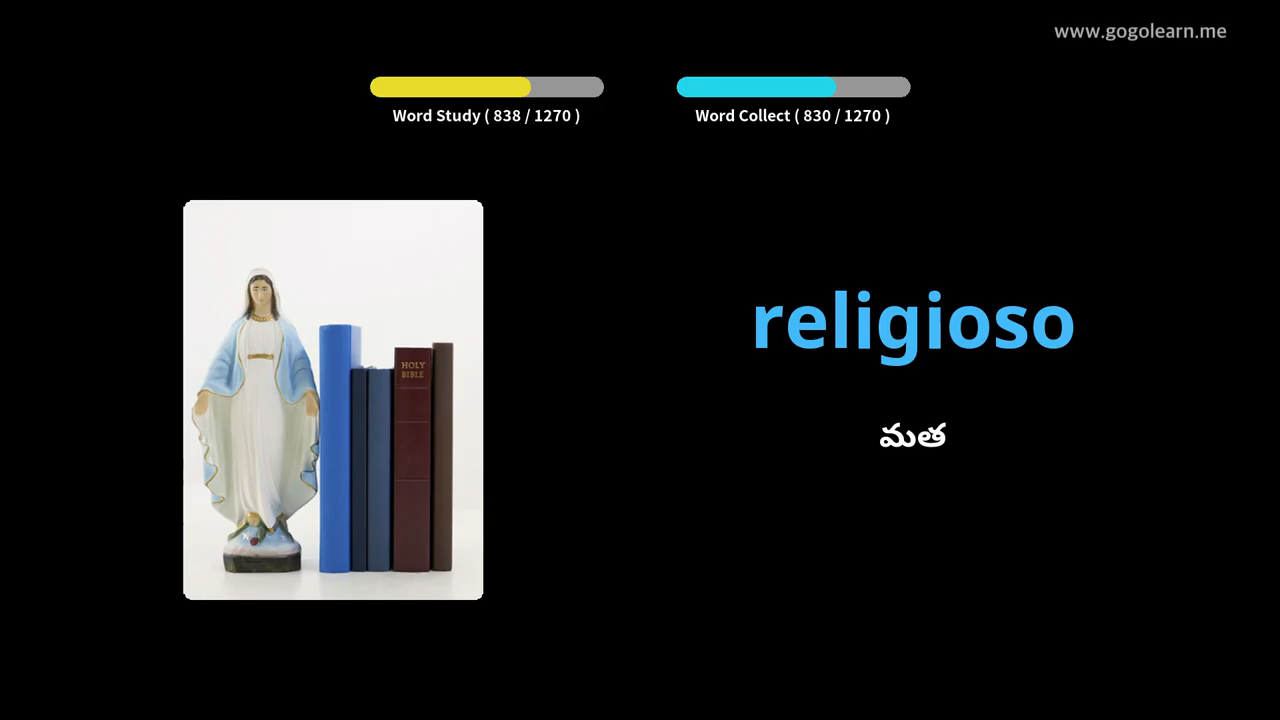 www.gogolearn.me
Word Study ( 838 / 1270 )
Word Collect ( 830 / 1270 )
HOLY
BIBLE
religioso
మత